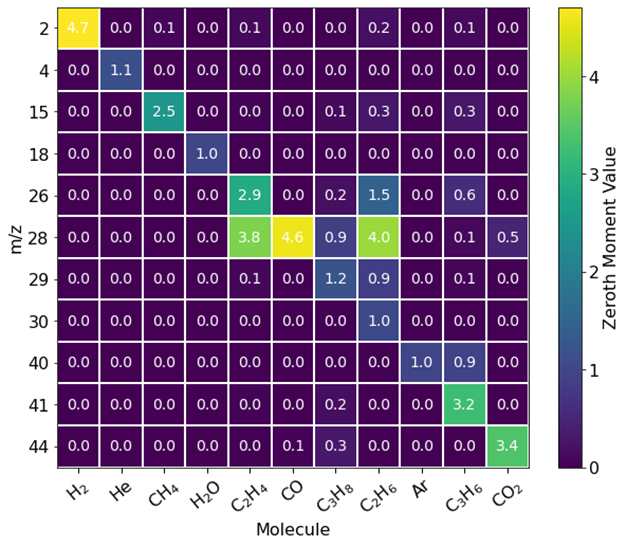 2 4.7 0.0 0.1 0.0 0.1 0.0 0.0 0.2 0.0 0.1 0.0
4 0.0 1.1 0.0 0.0 0.0 0.0 0.0 0.0 0.0 0.0 0.0
4
15 0.0 0.0 2.5 0.0 0.0 0.0 0.1 0.3 0.0 0.3 0.0
18 0.0 0.0 0.0 1.0 0.0 0.0 0.0 0.0 0.0 0.0 0.0
3
26 0.0 0.0 0.0 0.0 2.9 0.0 0.2 1.5 0.0 0.6 0.0
m/z
28 0.0 0.0 0.0 0.0 3.8 4.6 0.9 4.0 0.0 0.1 0.5
Zeroth Moment Value
2
29 0.0 0.0 0.0 0.0 0.1 0.0 1.2 0.9 0.0 0.1 0.0
30 0.0 0.0 0.0 0.0 0.0 0.0 0.0 1.0 0.0 0.0 0.0
40 0.0 0.0 0.0 0.0 0.0 0.0 0.0 0.0 1.0 0.9 0.0
1
41 0.0 0.0 0.0 0.0 0.0 0.0 0.2 0.0 0.0 3.2 0.0
44 0.0 0.0 0.0 0.0 0.0 0.1 0.3 0.0 0.0 0.0 3.4
0
H₂ He CH₄ H₂O C₂H₄ CO C₃H₈ C₂H₆ Ar C₃H₆ CO₂
Molecule